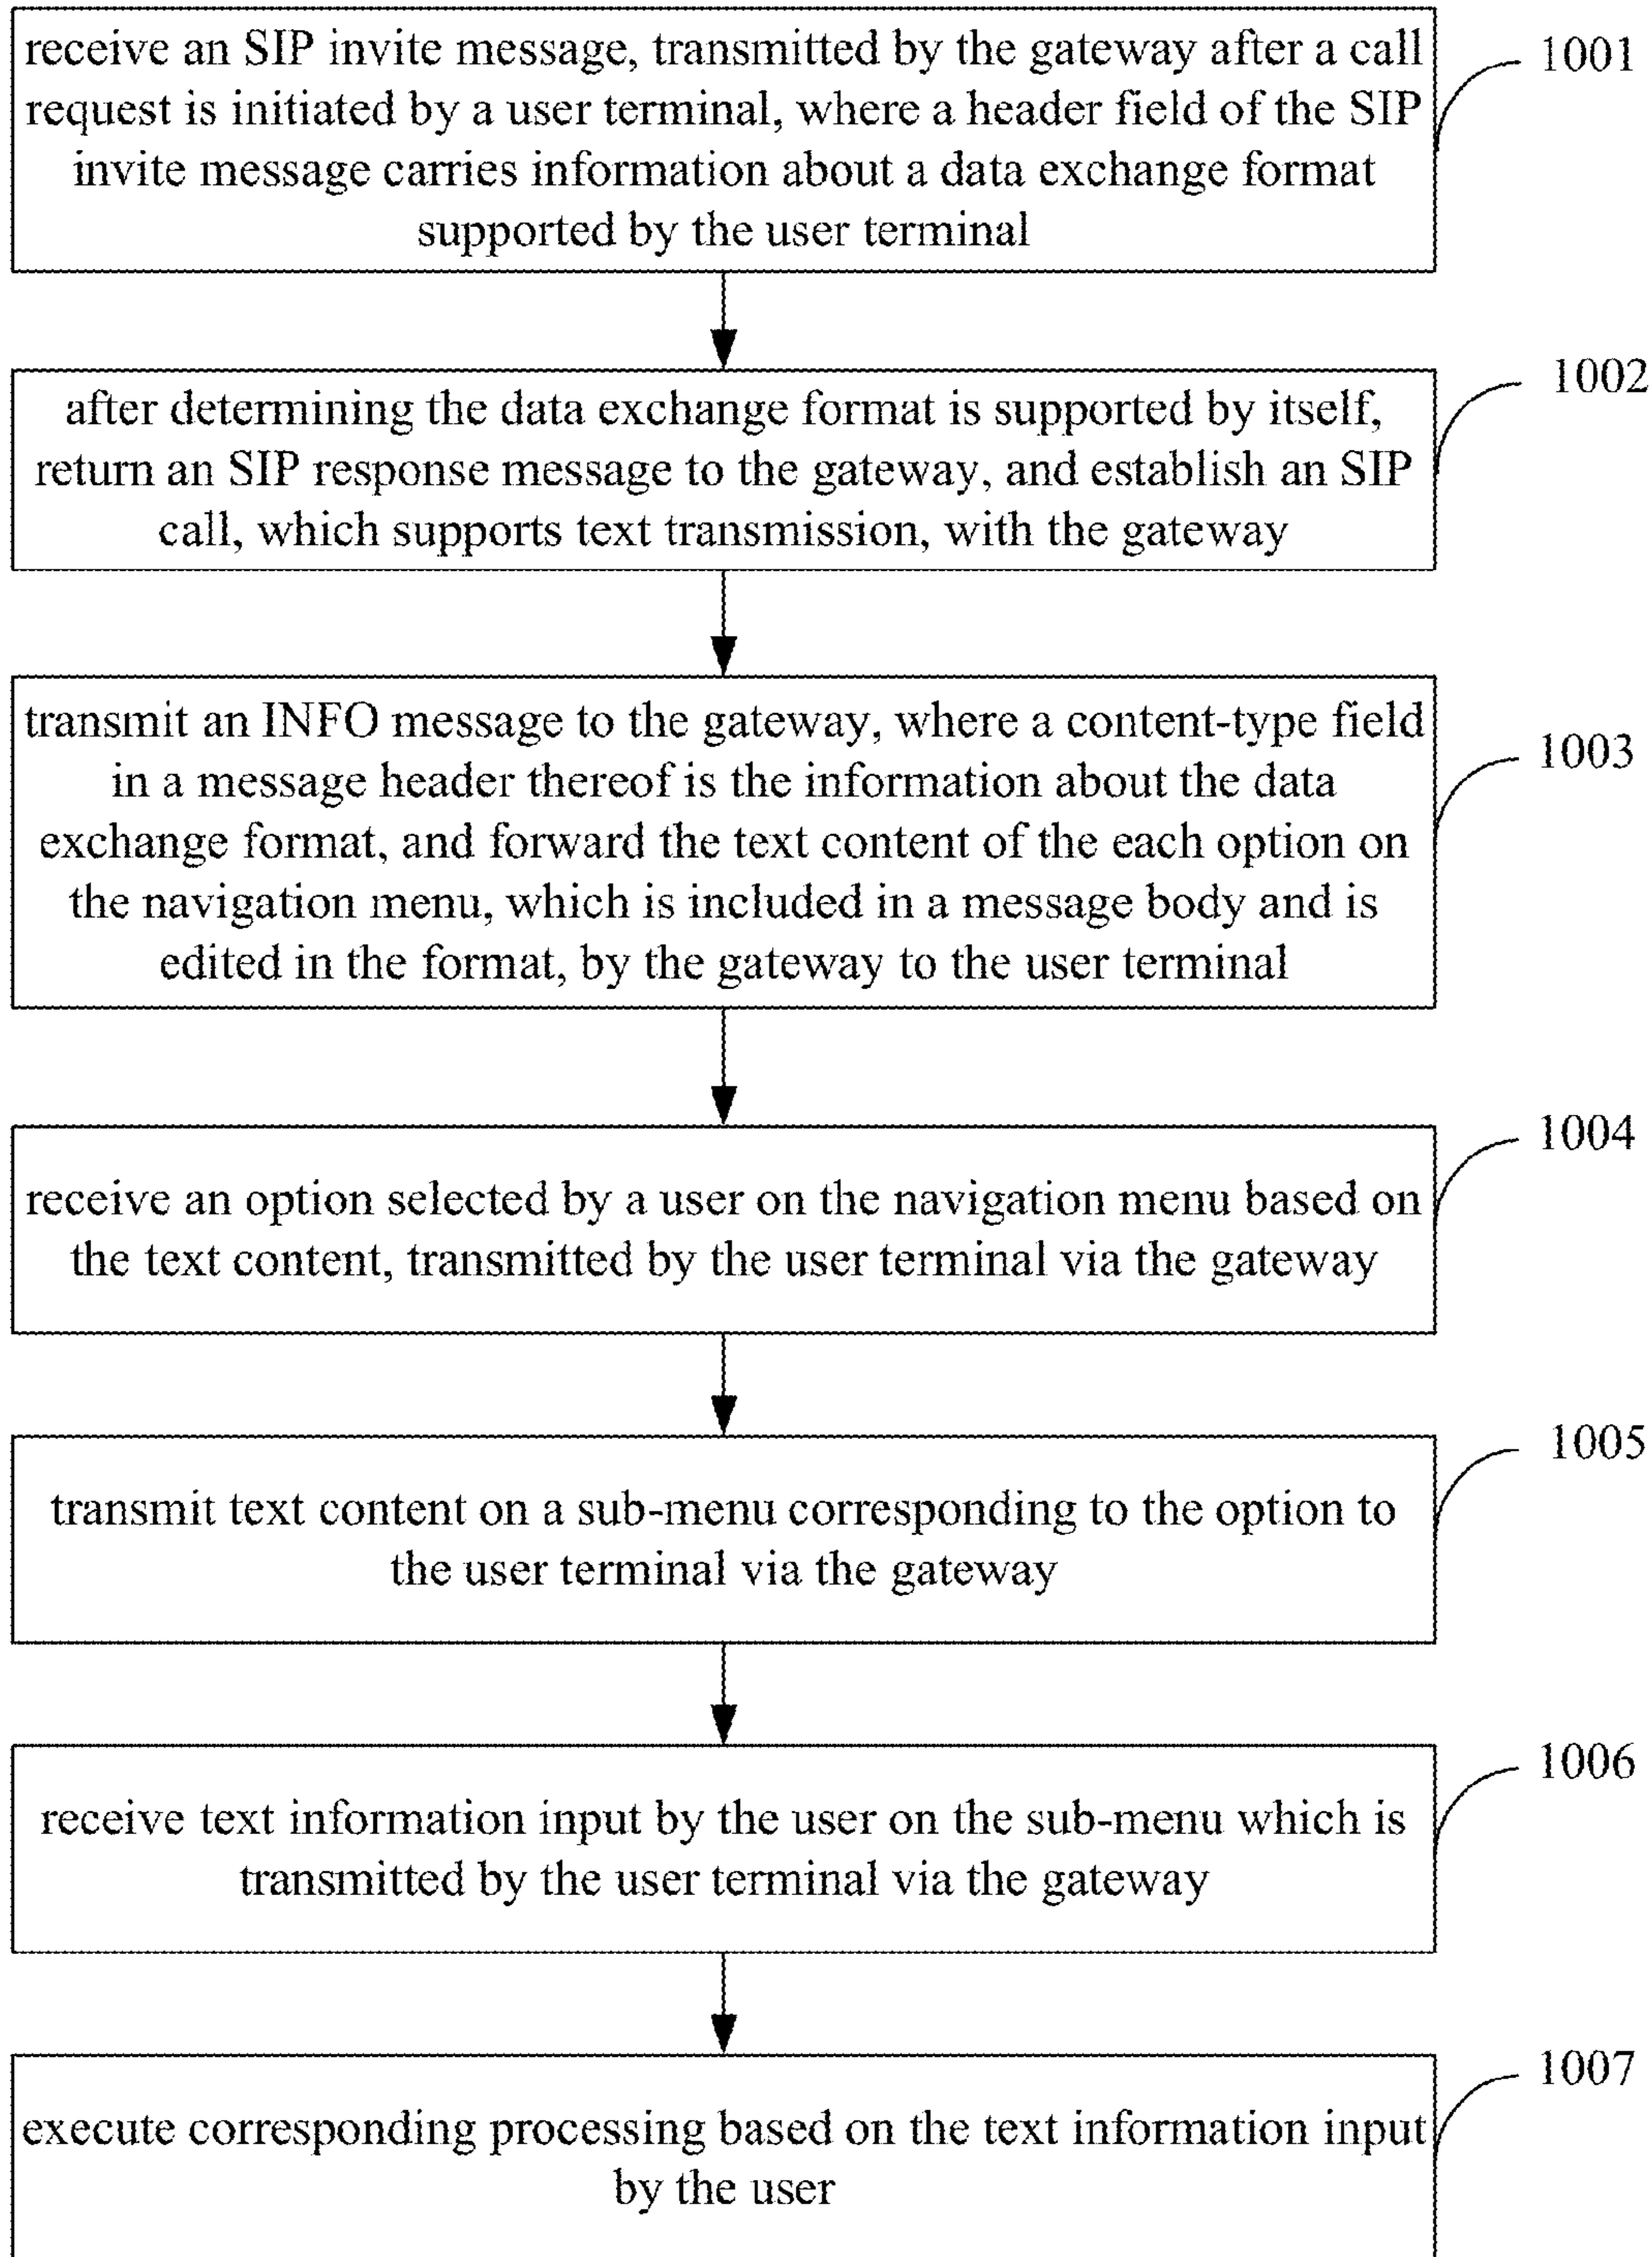 receive an SIP invite message, transmitted by the gateway after a call
request is initiated by a user terminal, where a header field of the SIP
invite message carries information about a data exchange format
supported by the user terminal
1001
after determining the data exchange format is supported by itself,
return an SIP response message to the gateway, and establish an SIP
call, which supports text transmission, with the gateway
1002
transmit an INFO message to the gateway, where a content-type field
in a message header thereof is the information about the data
exchange format, and forward the text content of the each option on
the navigation menu, which is included in a message body and is
edited in the format, by the gateway to the user terminal
1003
receive an option selected by a user on the navigation menu based on
the text content, transmitted by the user terminal via the gateway
1004
transmit text content on a sub-menu corresponding to the option to
the user terminal via the gateway
1005
receive text information input by the user on the sub-menu which is
transmitted by the user terminal via the gateway
1006
execute corresponding processing based on the text information input
by the user
1007